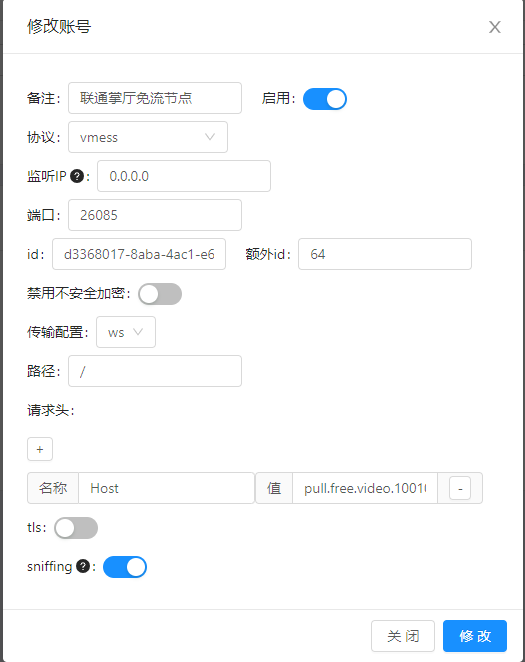 修改账号
备注: 联通掌厅免流节点 启用:
协议: vmess
监听IP ? : 0.0.0.0
端口: 26085
id: d3368017-8aba-4ac1-e6 额外id: 64
禁用不安全加密:
传输配置: ws
路径: /
请求头:
+
名称 Host 值 pull.free.video.10010 -
tls:
sniffing ? :
关 闭 修 改